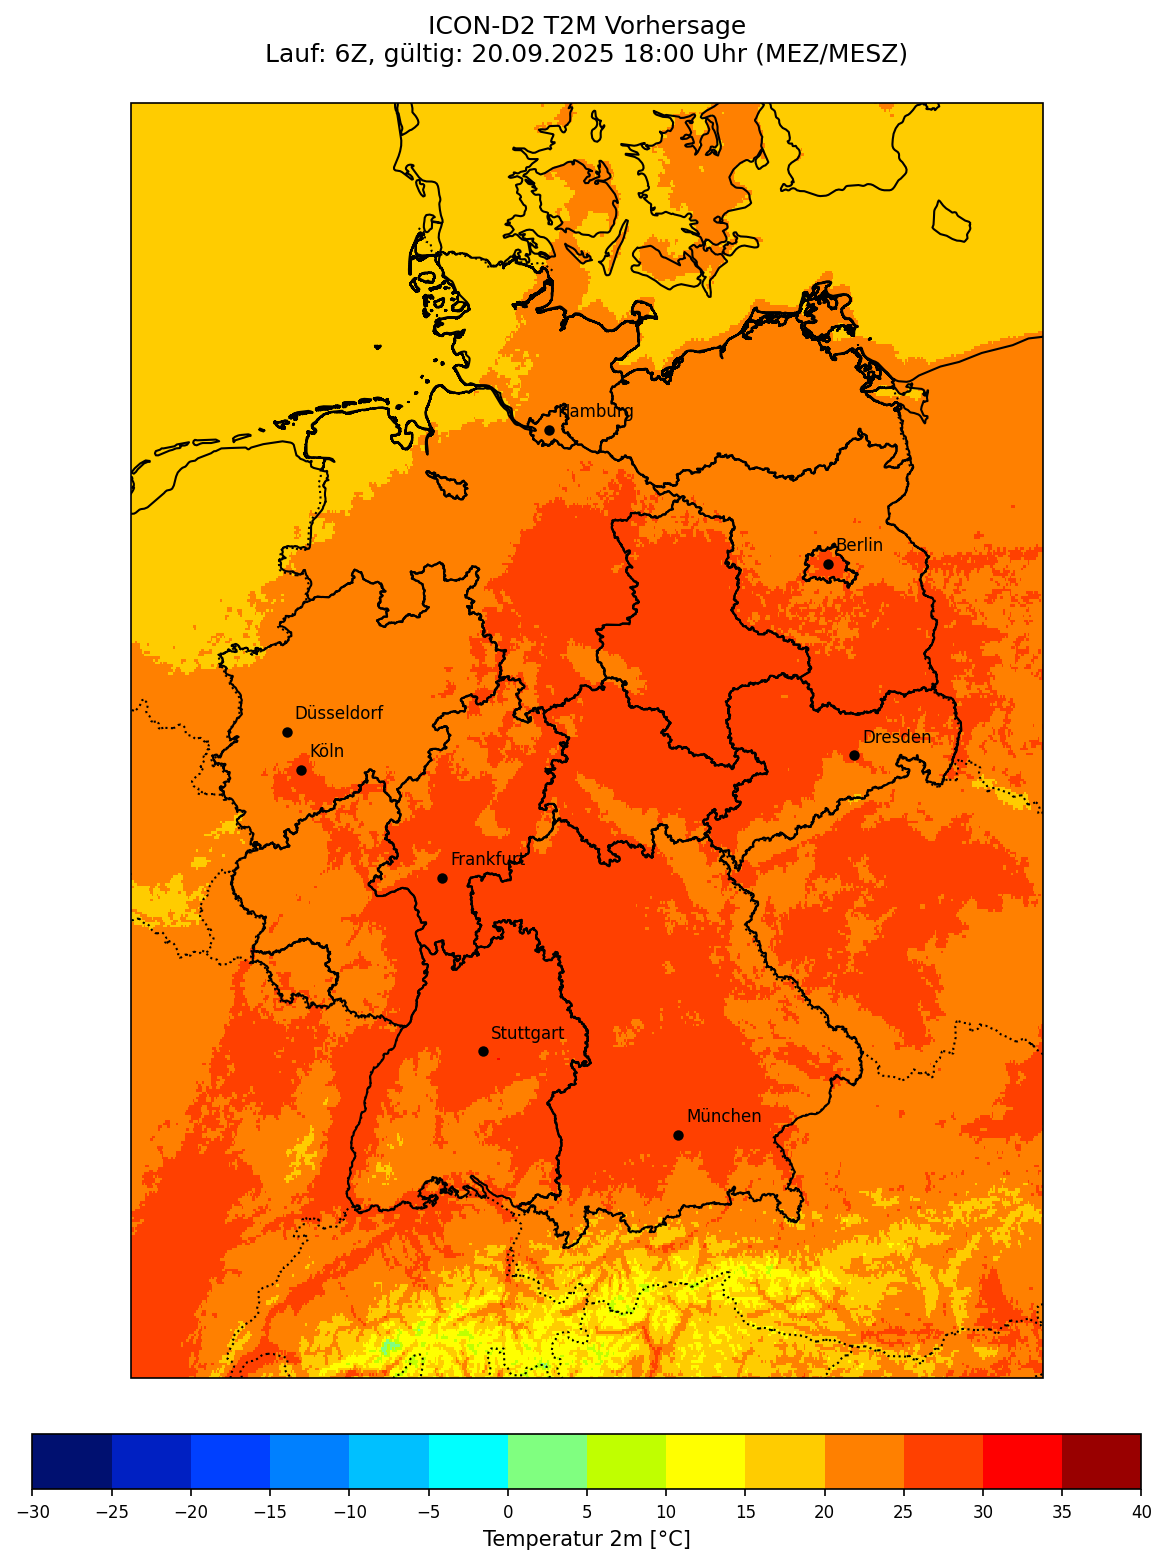 ICON-D2 T2M Vorhersage
Lauf: 6Z, gültig: 20.09.2025 18:00 Uhr (MEZ/MESZ)
Hamburg
Berlin
Düsseldorf
Köln
Dresden
Frankfurt
Stuttgart
München
−30 −25 −20 −15 −10 −5 0 5 10 15 20 25 30 35 40
Temperatur 2m [°C]